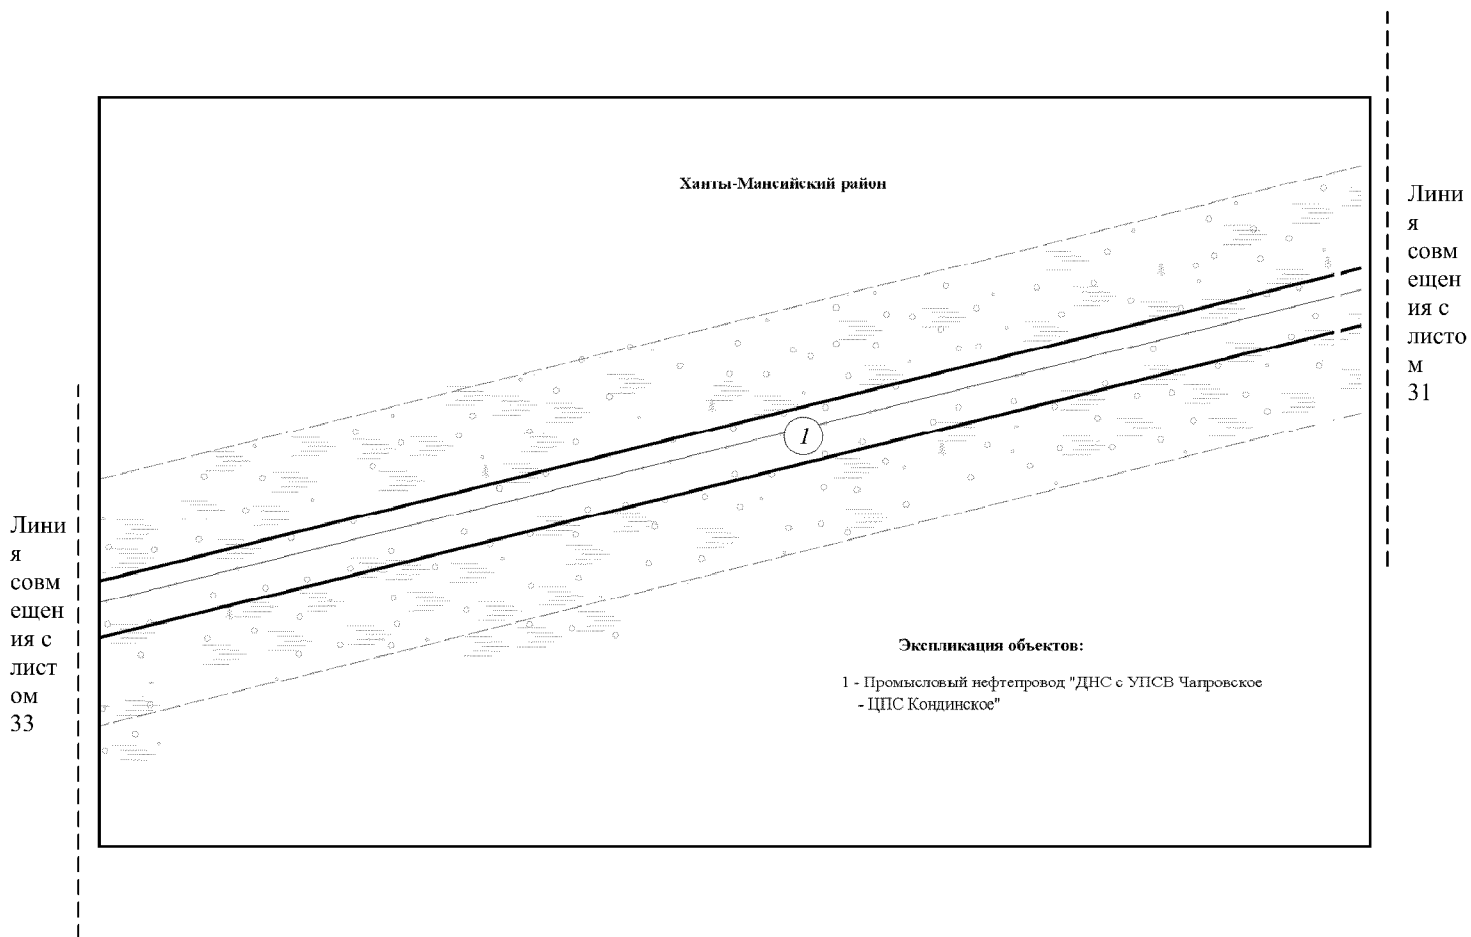 Ханты-Мансийский район
Лини
я
совм
ещен
ия с
листо
м
31
1
Лини
я
совм
ещен
ия с
лист
ом
33
Экспликация объектов:
1 - Промысловый нефтепровод "ДНС с УПСВ Чапровское
- ЦПС Кондинское"